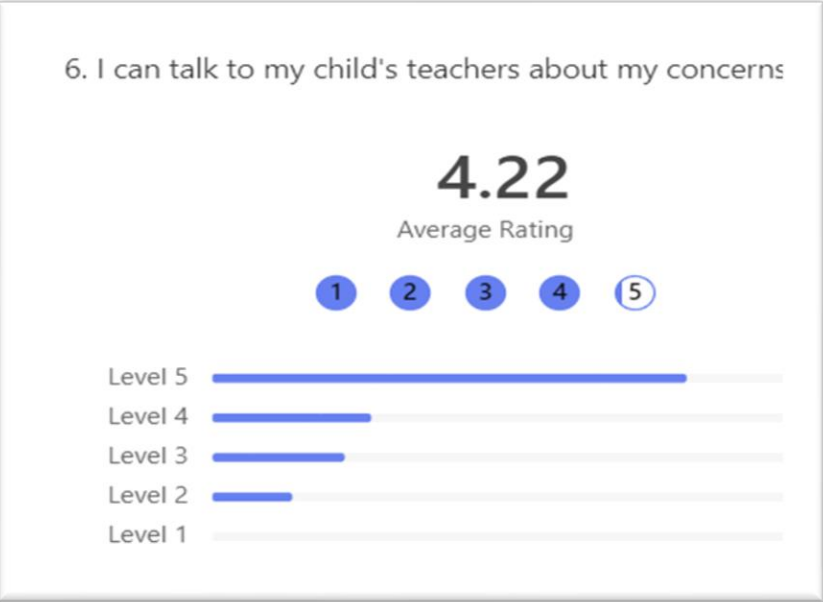 6. I can talk to my child's teachers about my concerns
4.22
Average Rating
1 2 3 4 5
Level 5
Level 4
Level 3
Level 2
Level 1